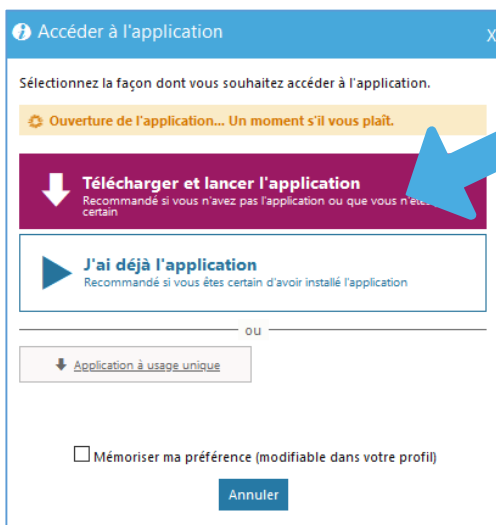 Accéder à l'application
X
Sélectionnez la façon dont vous souhaitez accéder à l'application.
Ouverture de l'application... Un moment s'il vous plaît.
Télécharger et lancer l'application
Recommandé si vous n'avez pas l'application ou que vous n'êtes
certain
J'ai déjà l'application
Recommandé si vous êtes certain d'avoir installé l'application
ou
Application à usage unique
Mémoriser ma préférence (modifiable dans votre profil)
Annuler